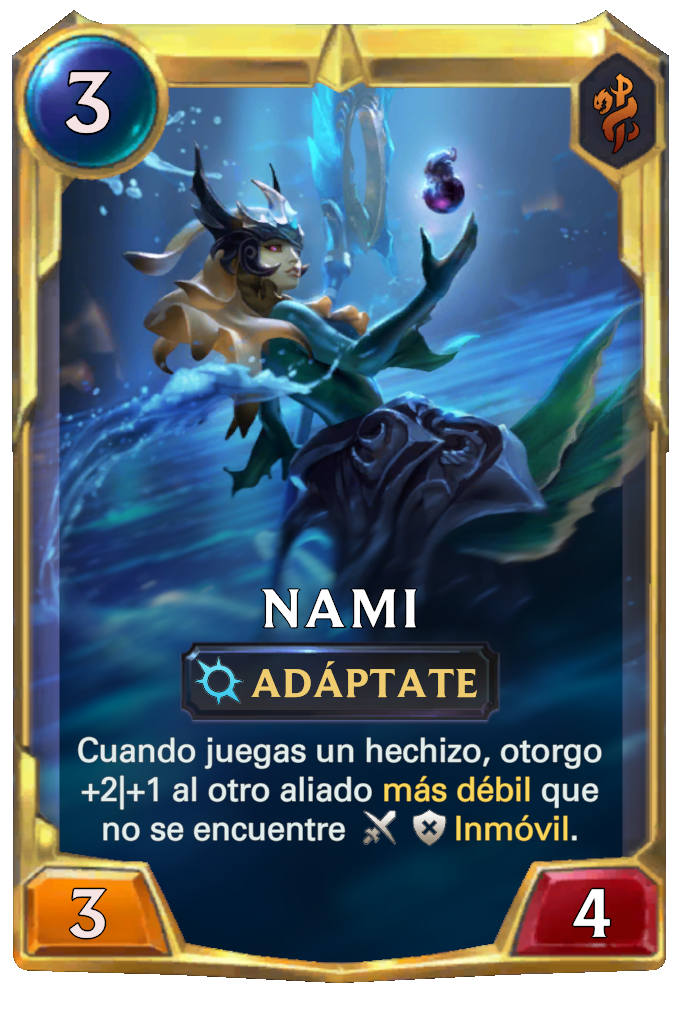 3
NAMI
ADÁPTATE
Cuando juegas un hechizo, otorgo
+2|+1 al otro aliado más débil que
no se encuentre Inmóvil.
3
4